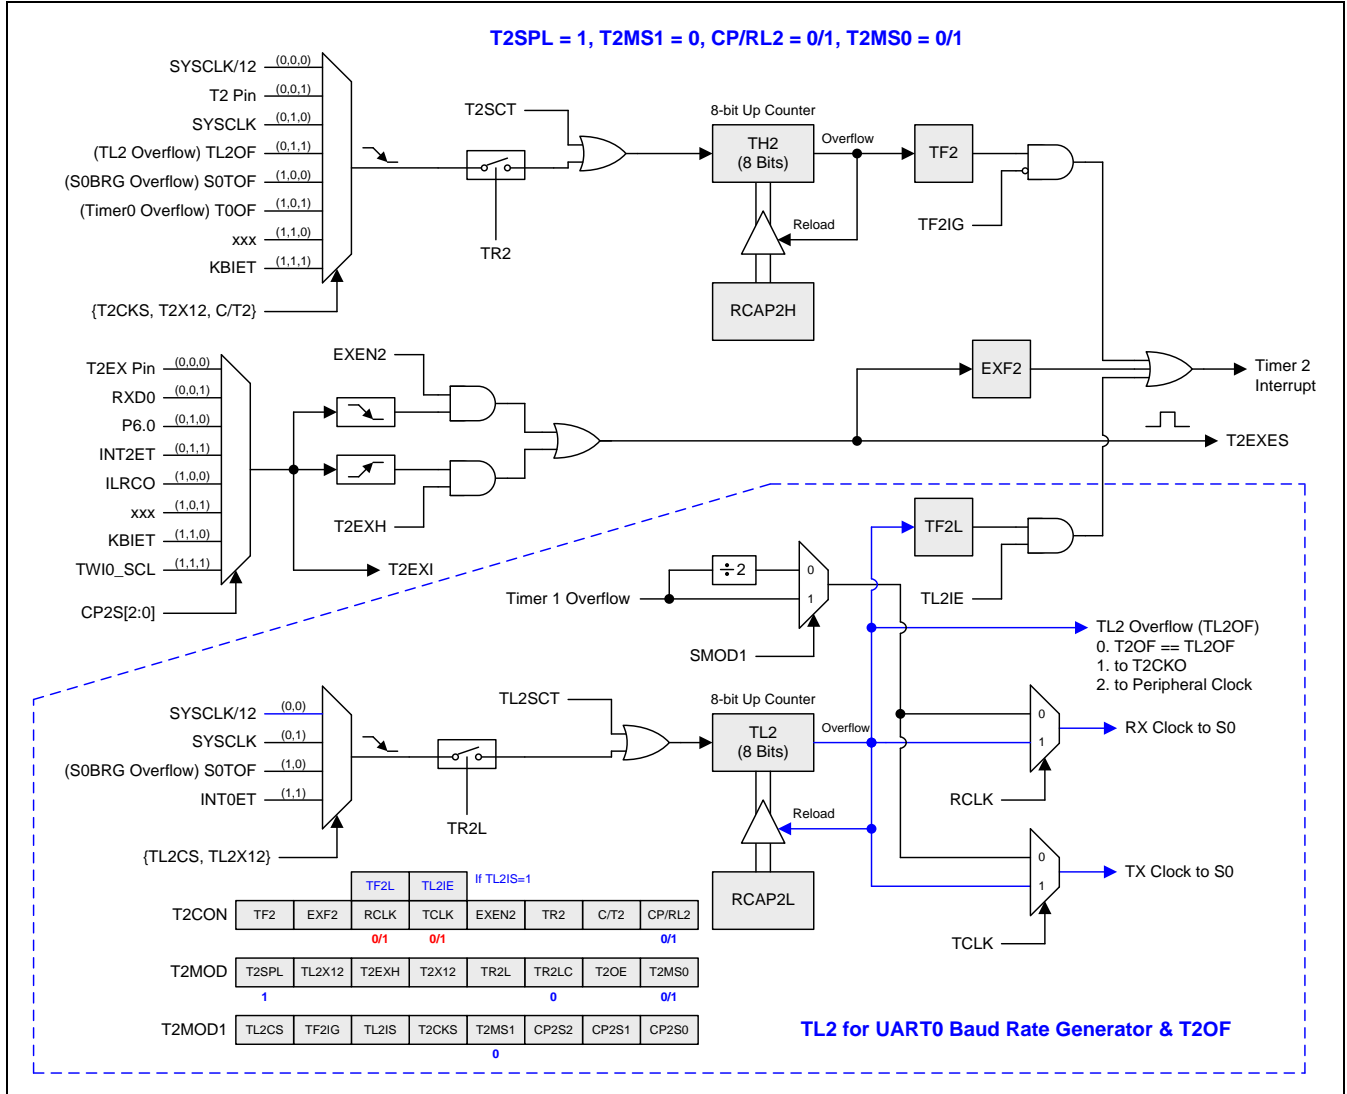 T2SPL = 1, T2MS1 = 0, CP/RL2 = 0/1, T2MS0 = 0/1
SYSCLK/12 (0,0,0)
T2 Pin (0,0,1)
SYSCLK (0,1,0)
(TL2 Overflow) TL2OF (0,1,1)
(S0BRG Overflow) S0TOF (1,0,0)
(Timer0 Overflow) T0OF (1,0,1)
xxx (1,1,0)
KBIET (1,1,1)
{T2CKS, T2X12, C/T2}
TR2
T2SCT
8-bit Up Counter
TH2
(8 Bits)
Overflow
Reload
RCAP2H
TF2
TF2IG
T2EX Pin (0,0,0)
RXD0 (0,0,1)
P6.0 (0,1,0)
INT2ET (0,1,1)
ILRCO (1,0,0)
xxx (1,0,1)
KBIET (1,1,0)
TWI0_SCL (1,1,1)
CP2S[2:0]
EXEN2
T2EXH
T2EXI
EXF2
Timer 2
Interrupt
T2EXES
TF2L
TL2IE
Timer 1 Overflow
÷2
0
1
SMOD1
TL2 Overflow (TL2OF)
0. T2OF == TL2OF
1. to T2CKO
2. to Peripheral Clock
SYSCLK/12 (0,0)
SYSCLK (0,1)
(S0BRG Overflow) S0TOF (1,0)
INT0ET (1,1)
{TL2CS, TL2X12}
TR2L
TL2SCT
8-bit Up Counter
TL2
(8 Bits)
Overflow
Reload
RCAP2L
0
1
RX Clock to S0
RCLK
0
1
TX Clock to S0
TCLK
TF2L TL2IE If TL2IS=1
T2CON TF2 EXF2 RCLK TCLK EXEN2 TR2 C/T2 CP/RL2
0/1 0/1 0/1
T2MOD T2SPL TL2X12 T2EXH T2X12 TR2L TR2LC T2OE T2MS0
1 0 0/1
T2MOD1 TL2CS TF2IG TL2IS T2CKS T2MS1 CP2S2 CP2S1 CP2S0
0
TL2 for UART0 Baud Rate Generator & T2OF